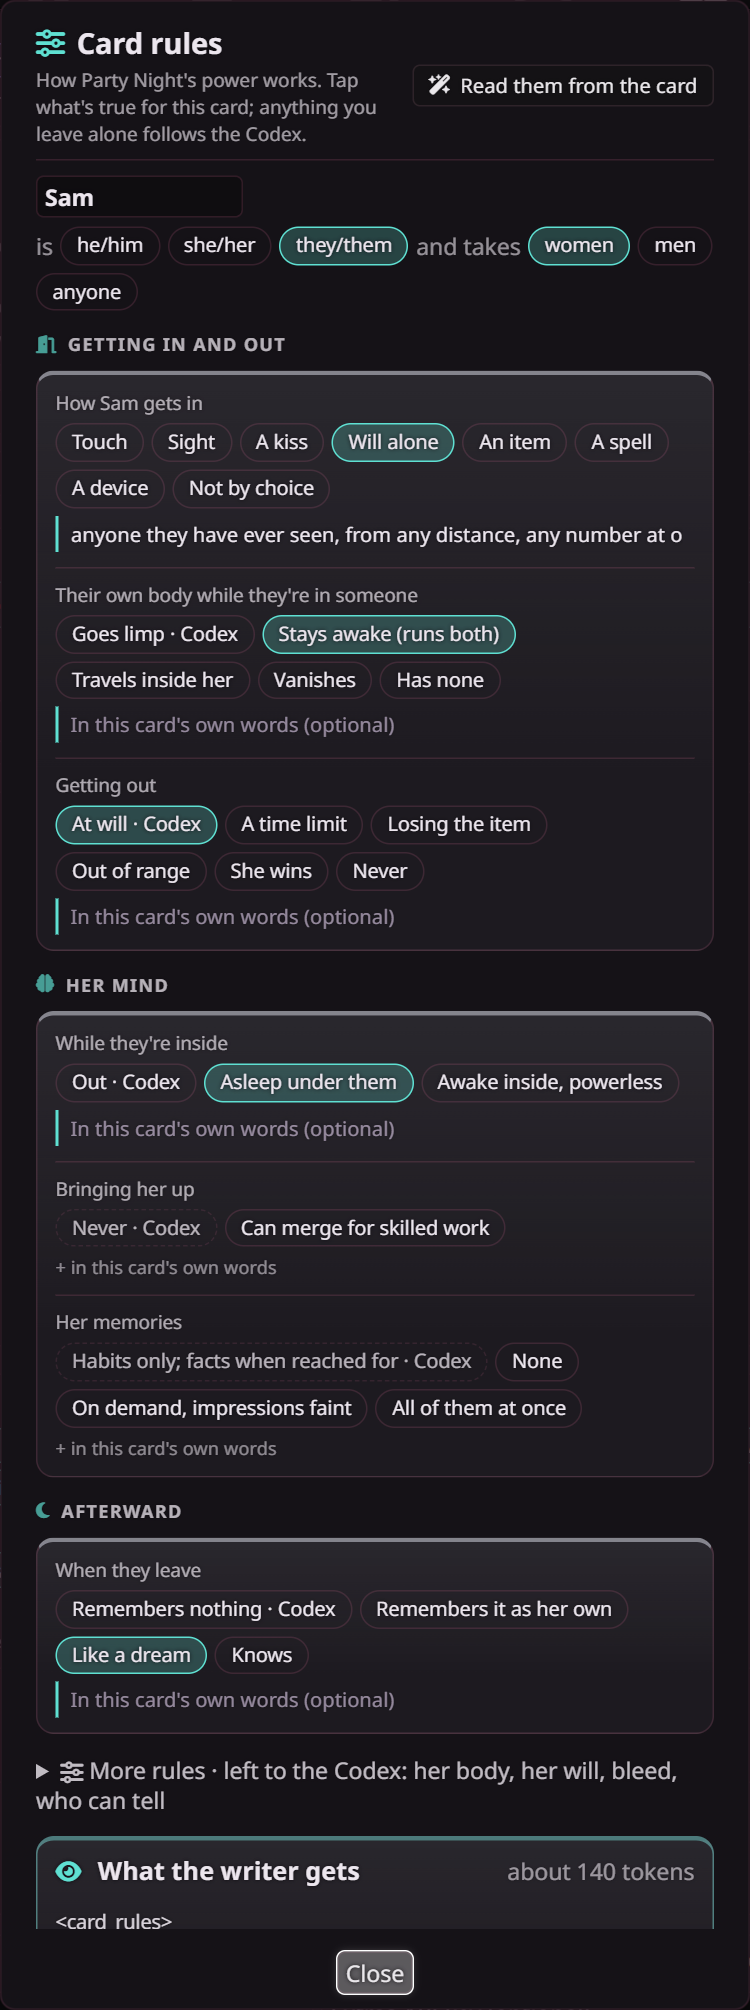 Card rules
How Party Night's power works. Tap
what's true for this card; anything you
leave alone follows the Codex.
Read them from the card
Sam
is he/him she/her they/them and takes women men
anyone
GETTING IN AND OUT
How Sam gets in
Touch Sight A kiss Will alone An item A spell
A device Not by choice
anyone they have ever seen, from any distance, any number at o
Their own body while they're in someone
Goes limp · Codex Stays awake (runs both)
Travels inside her Vanishes Has none
In this card's own words (optional)
Getting out
At will · Codex A time limit Losing the item
Out of range She wins Never
In this card's own words (optional)
HER MIND
While they're inside
Out · Codex Asleep under them Awake inside, powerless
In this card's own words (optional)
Bringing her up
Never · Codex Can merge for skilled work
+ in this card's own words
Her memories
Habits only; facts when reached for · Codex None
On demand, impressions faint All of them at once
+ in this card's own words
AFTERWARD
When they leave
Remembers nothing · Codex Remembers it as her own
Like a dream Knows
In this card's own words (optional)
More rules · left to the Codex: her body, her will, bleed,
who can tell
What the writer gets about 140 tokens
<card_rules>
Close